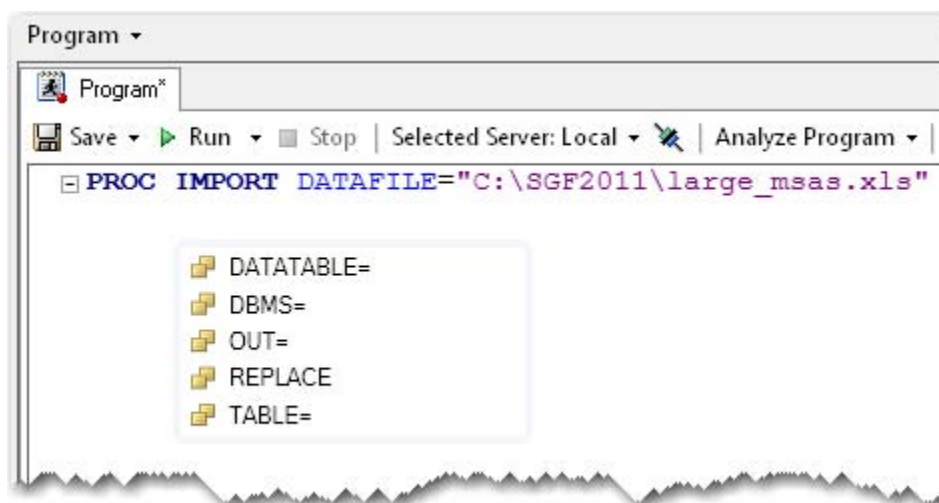 Program
Program*
Save Run Stop Selected Server: Local Analyze Program
PROC IMPORT DATAFILE="C:\SGF2011\large_msas.xls"
DATATABLE=
DBMS=
OUT=
REPLACE
TABLE=